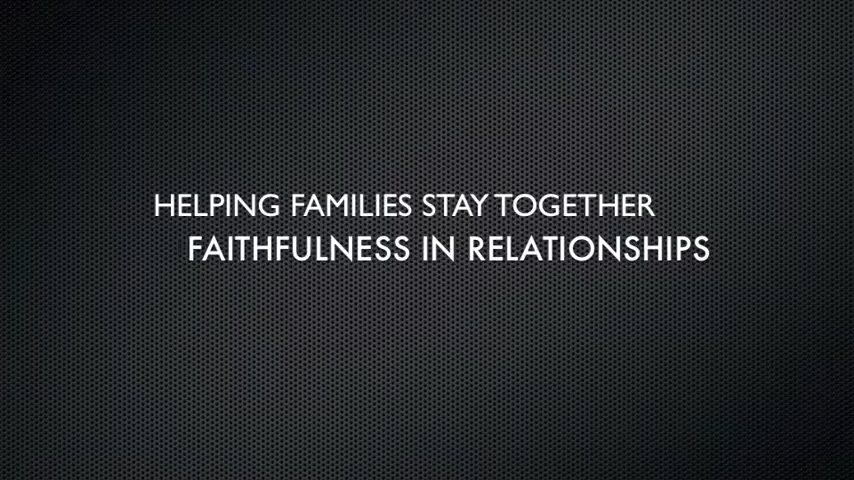 HELPING FAMILIES STAY TOGETHER
FAITHFULNESS IN RELATIONSHIPS